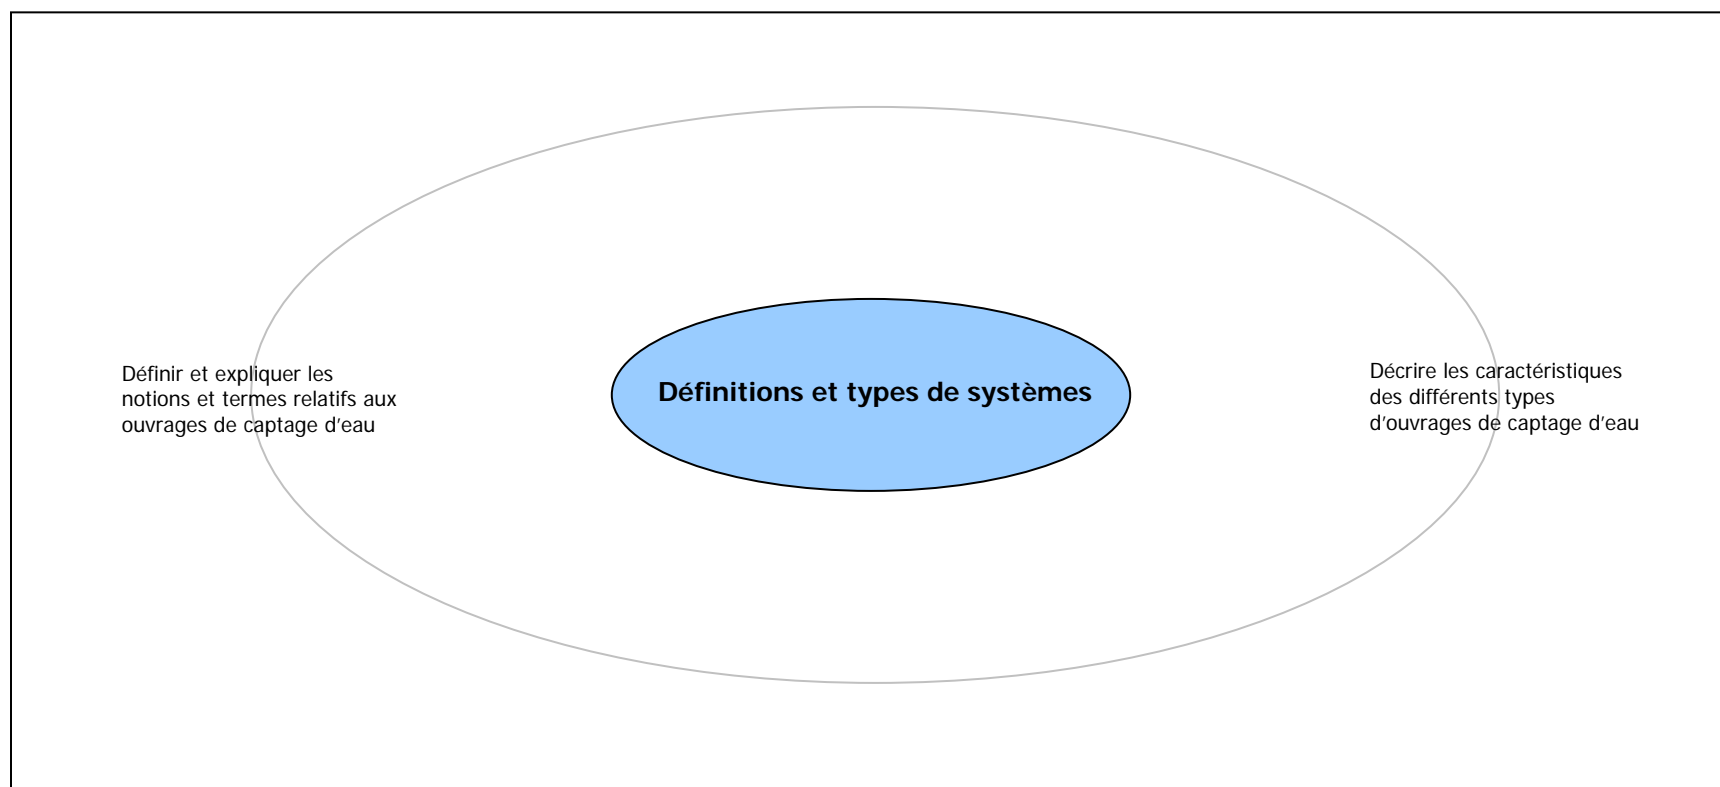 Définir et expliquer les
notions et termes relatifs aux
ouvrages de captage d'eau
Définitions et types de systèmes
Décrire les caractéristiques
des différents types
d'ouvrages de captage d'eau